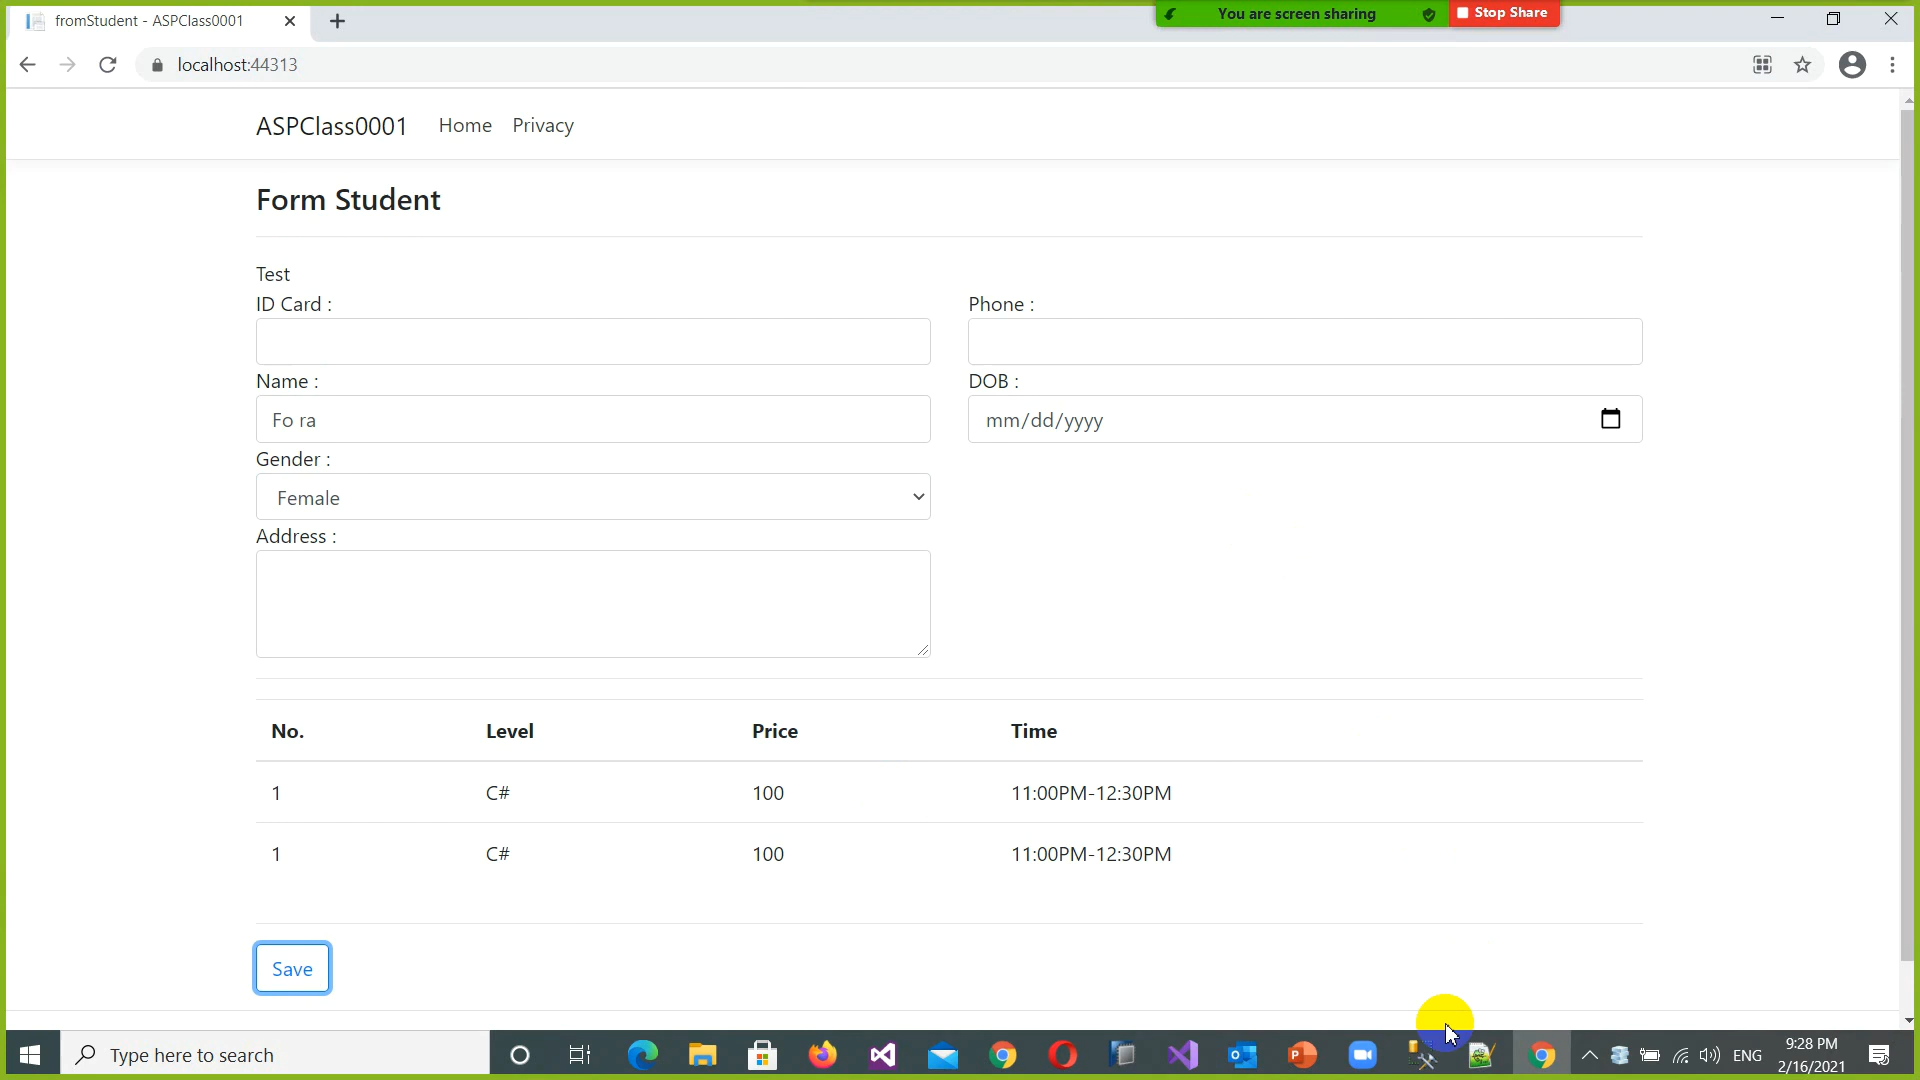 fromStudent - ASPClass0001
You are screen sharing
Stop Share
localhost:44313
ASPClass0001 Home Privacy
Form Student
Test
ID Card :
Phone :
Name :
DOB :
Fo ra
mm/dd/yyyy
Gender :
Female
Address :
No. Level Price Time
1 C# 100 11:00PM-12:30PM
1 C# 100 11:00PM-12:30PM
Save
Type here to search
ENG
9:28 PM
2/16/2021